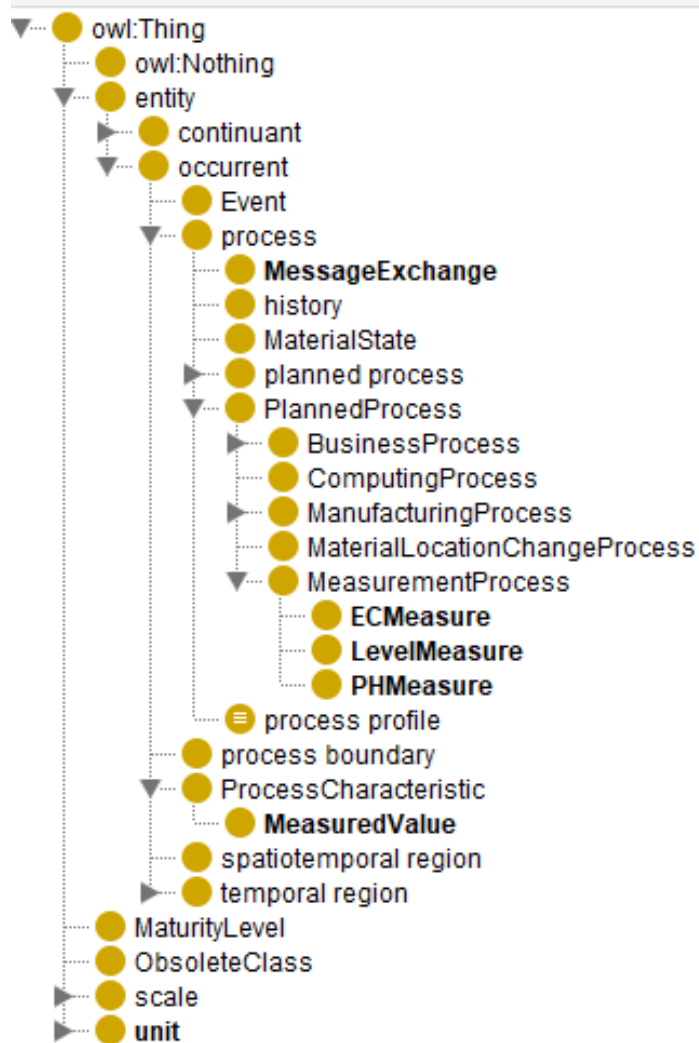 owl:Thing
owl:Nothing
entity
continuant
occurrent
Event
process
MessageExchange
history
MaterialState
planned process
PlannedProcess
BusinessProcess
ComputingProcess
ManufacturingProcess
MaterialLocationChangeProcess
MeasurementProcess
ECMeasure
LevelMeasure
PHMeasure
process profile
process boundary
ProcessCharacteristic
MeasuredValue
spatiotemporal region
temporal region
MaturityLevel
ObsoleteClass
scale
unit